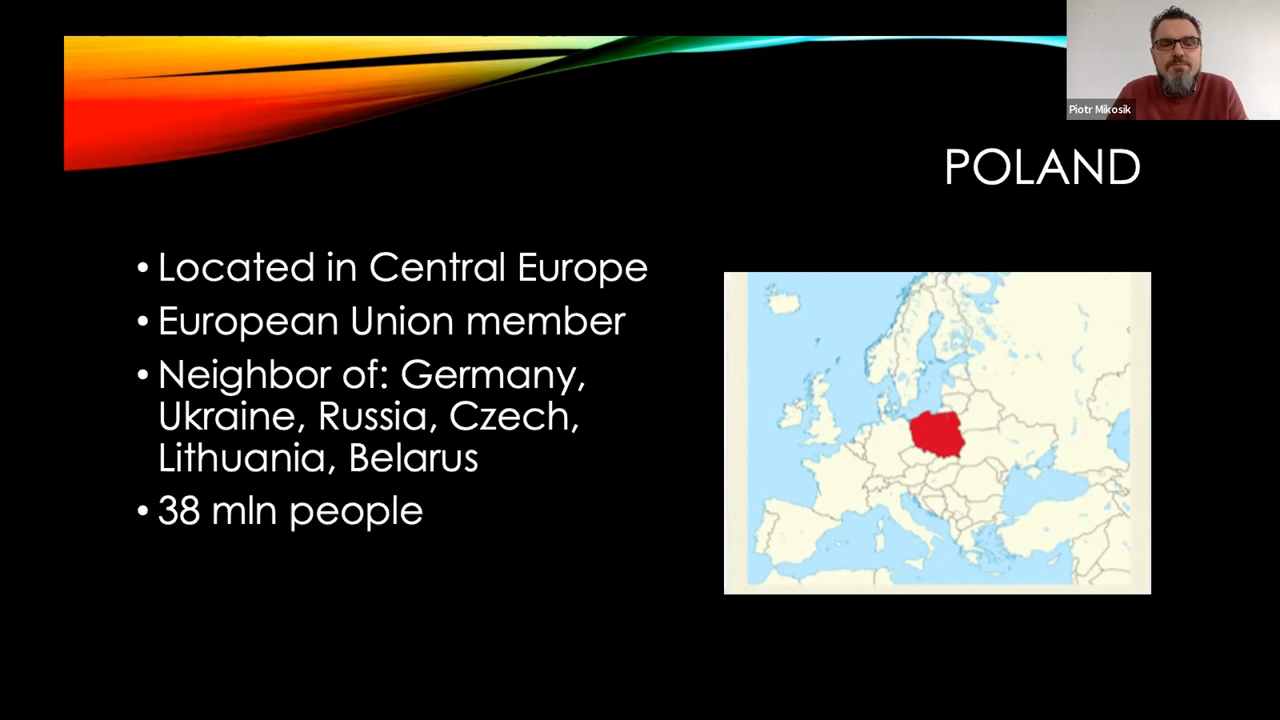 Piotr Mikosik
POLAND
• Located in Central Europe
• European Union member
• Neighbor of: Germany,
Ukraine, Russia, Czech,
Lithuania, Belarus
• 38 mln people